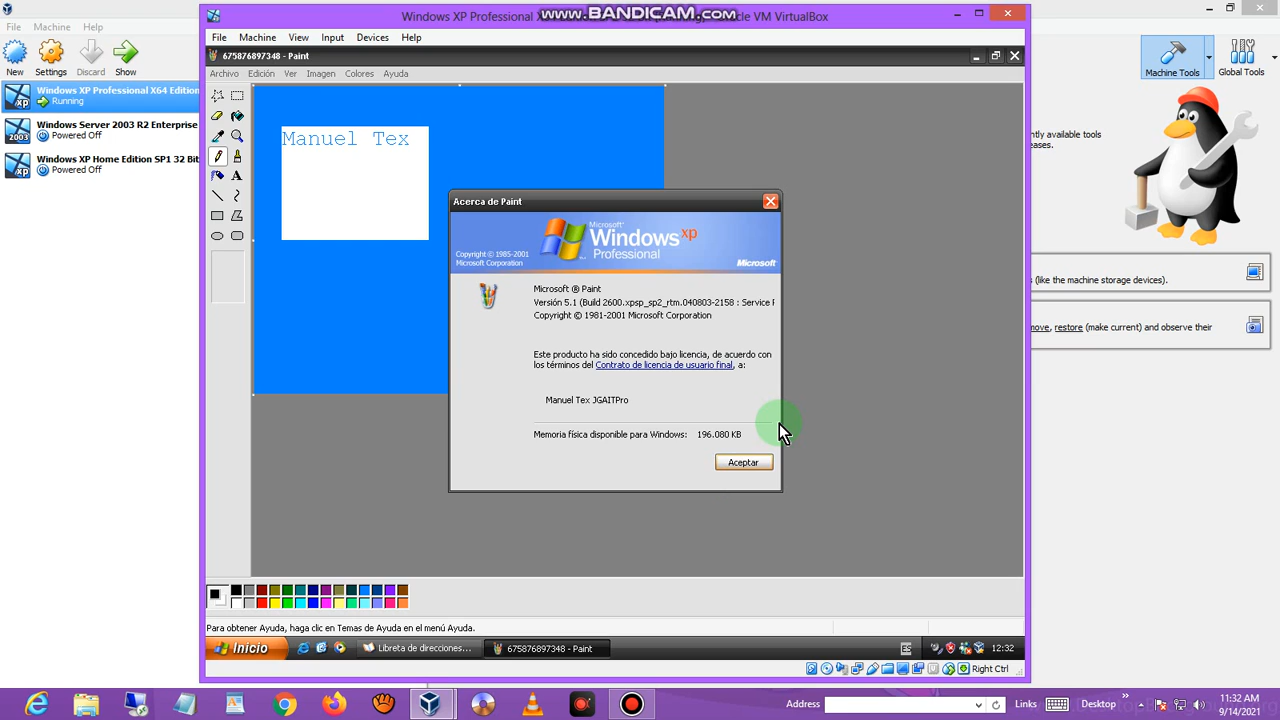 www.BANDICAM.com
Windows XP Professional
cle VM VirtualBox
File Machine Help
File Machine View Input Devices Help
New Settings Discard Show
Machine Tools
Global Tools
Windows XP Professional X64 Edition
Running
Windows Server 2003 R2 Enterprise
Powered Off
Windows XP Home Edition SP1 32 Bit
Powered Off
675876897348 - Paint
Archivo Edición Ver Imagen Colores Ayuda
Manuel Tex
ntly available tools
eases.
(like the machine storage devices).
move, restore (make current) and observe their
Acerca de Paint
Microsoft®
Windows xp
Professional
Copyright © 1985-2001
Microsoft Corporation
Microsoft
Microsoft ® Paint
Versión 5.1 (Build 2600.xpsp_sp2_rtm.040803-2158 : Service P
Copyright © 1981-2001 Microsoft Corporation
Este producto ha sido concedido bajo licencia, de acuerdo con
los términos del Contrato de licencia de usuario final, a:
Manuel Tex JGAITPro
Memoria física disponible para Windows: 196.080 KB
Aceptar
Para obtener Ayuda, haga clic en Temas de Ayuda en el menú Ayuda.
Inicio
Libreta de direcciones...
675876897348 - Paint
ES
12:32
Right Ctrl
Address
Links
Desktop
11:32 AM
9/14/2021